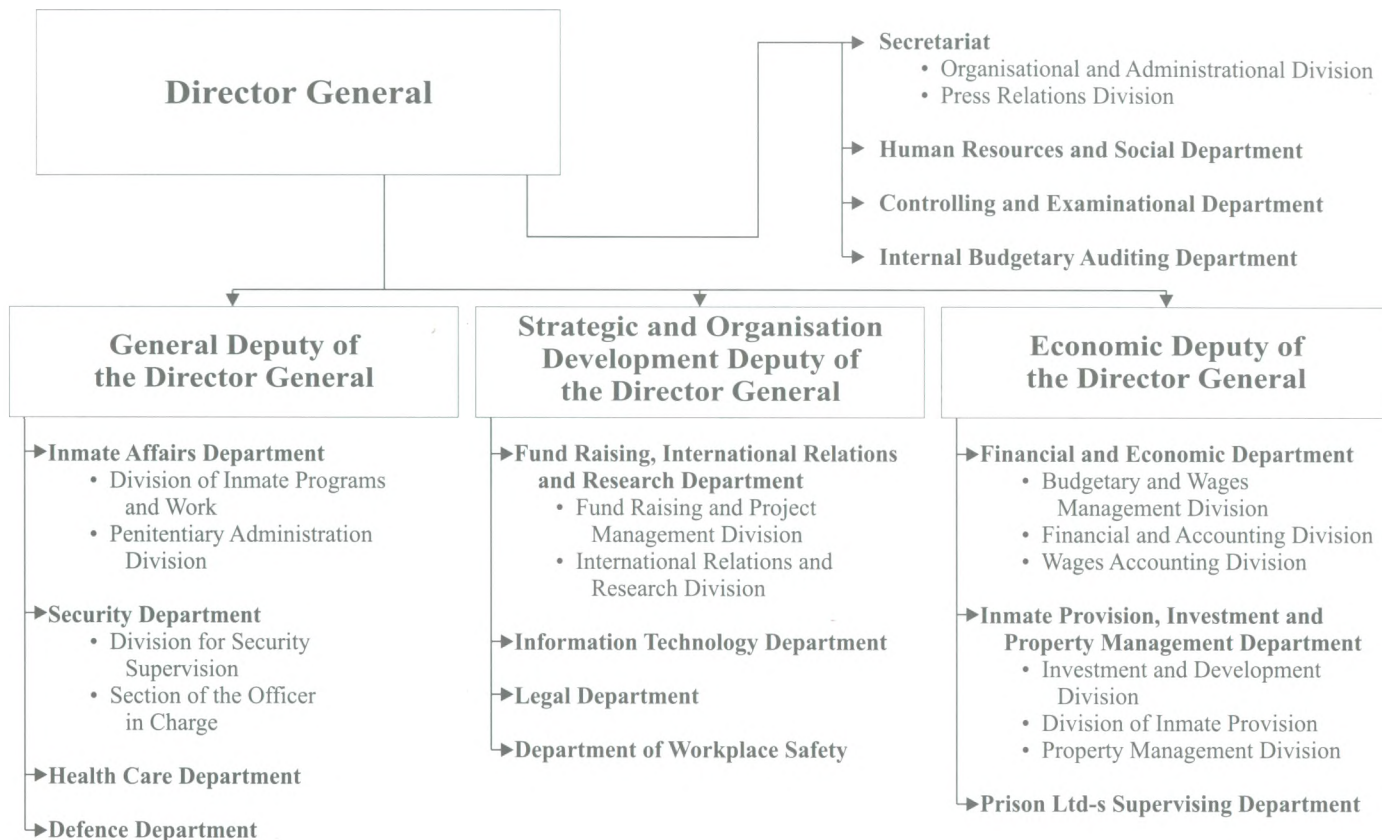 Director General
Secretariat
• Organisational and Administrational Division
• Press Relations Division
Human Resources and Social Department
Controlling and Examinational Department
Internal Budgetary Auditing Department
General Deputy of
the Director General
Inmate Affairs Department
• Division of Inmate Programs
and Work
• Penitentiary Administration
Division
Security Department
• Division for Security
Supervision
• Section of the Officer
in Charge
Health Care Department
Defence Department
Strategic and Organisation
Development Deputy of
the Director General
Fund Raising, International Relations
and Research Department
• Fund Raising and Project
Management Division
• International Relations and
Research Division
Information Technology Department
Legal Department
Department of Workplace Safety
Economic Deputy of
the Director General
Financial and Economic Department
• Budgetary and Wages
Management Division
• Financial and Accounting Division
• Wages Accounting Division
Inmate Provision, Investment and
Property Management Department
• Investment and Development
Division
• Division of Inmate Provision
• Property Management Division
Prison Ltd-s Supervising Department